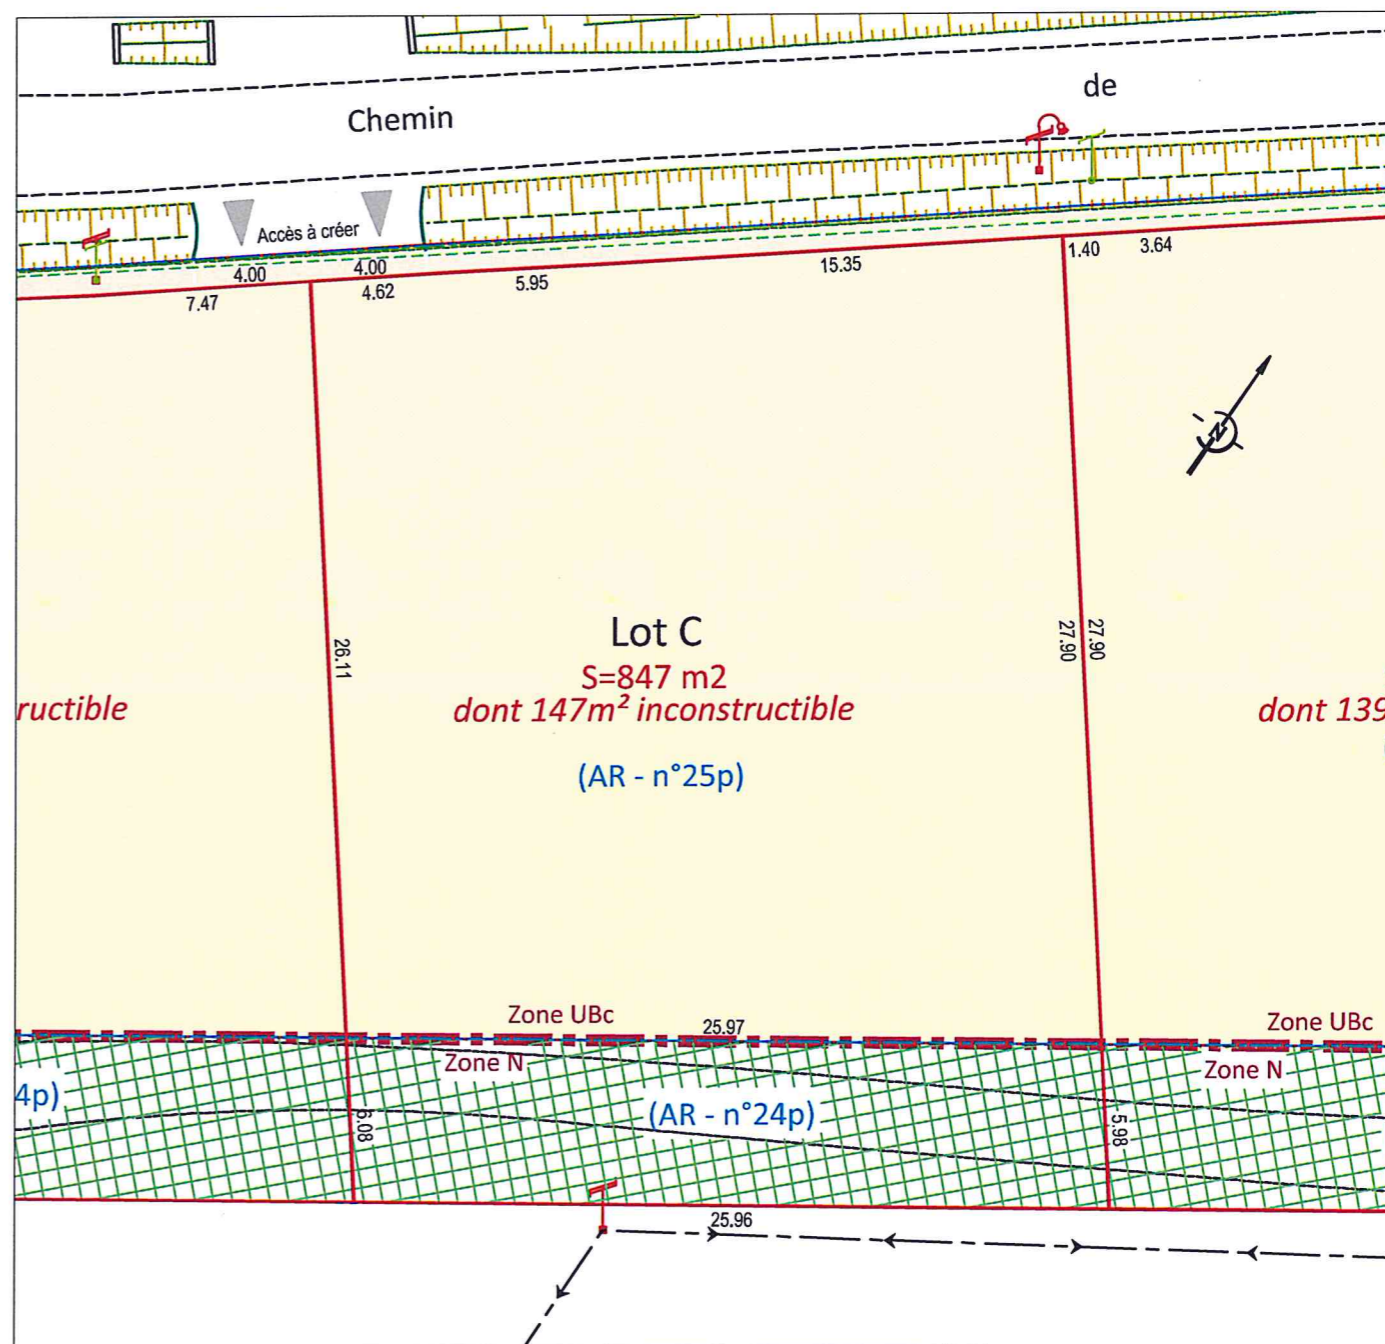 de
Chemin
Accès à créer
4.00
4.00
7.47
4.62
5.95
15.35
1.40
3.64
N
26.11
27.90
27.90
Lot C
S=847 m2
ructible
dont 147m² inconstructible
dont 139
(AR - n°25p)
Zone UBc
25.97
Zone UBc
Zone N
Zone N
4p)
(AR - n°24p)
6.08
5.98
25.96